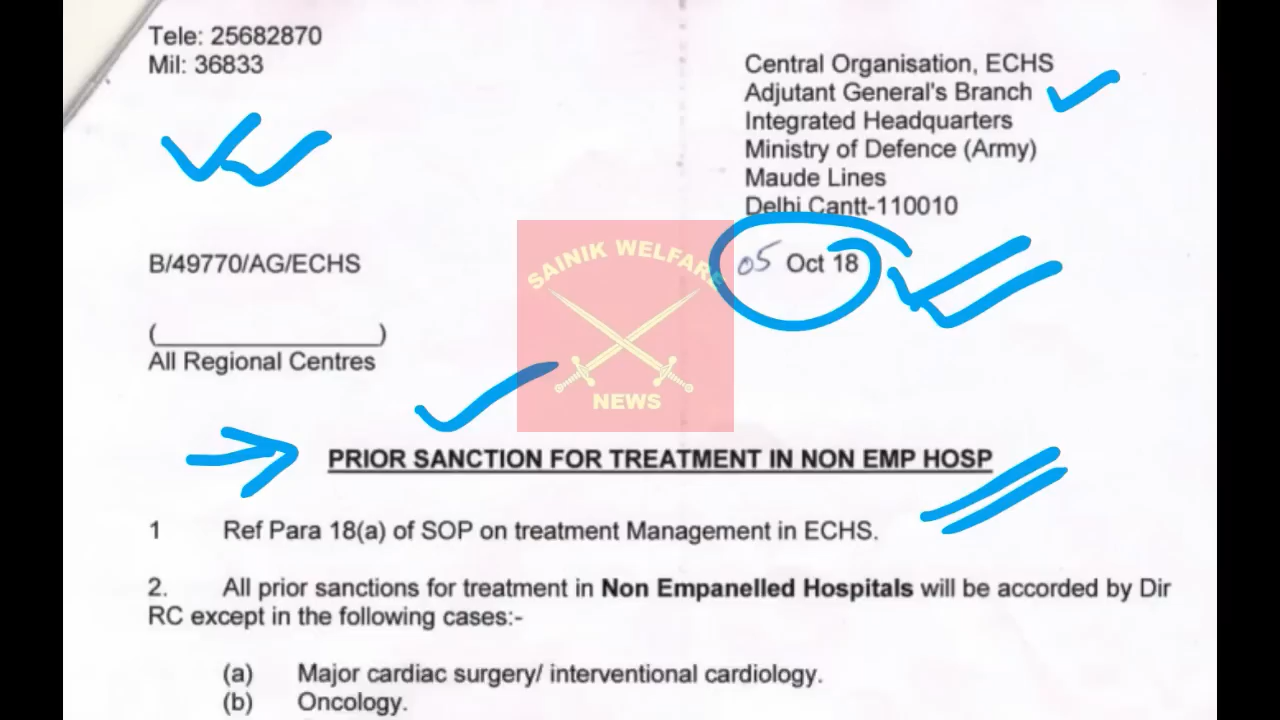 Tele: 25682870
Mil: 36833
Central Organisation, ECHS
Adjutant General's Branch
Integrated Headquarters
Ministry of Defence (Army)
Maude Lines
Delhi Cantt-110010
05 Oct 18
B/49770/AG/ECHS
(_________________)
All Regional Centres
SAINIK WELFARE
NEWS
PRIOR SANCTION FOR TREATMENT IN NON EMP HOSP
1 Ref Para 18(a) of SOP on treatment Management in ECHS.
2. All prior sanctions for treatment in Non Empanelled Hospitals will be accorded by Dir
RC except in the following cases:-
(a) Major cardiac surgery/ interventional cardiology.
(b) Oncology.